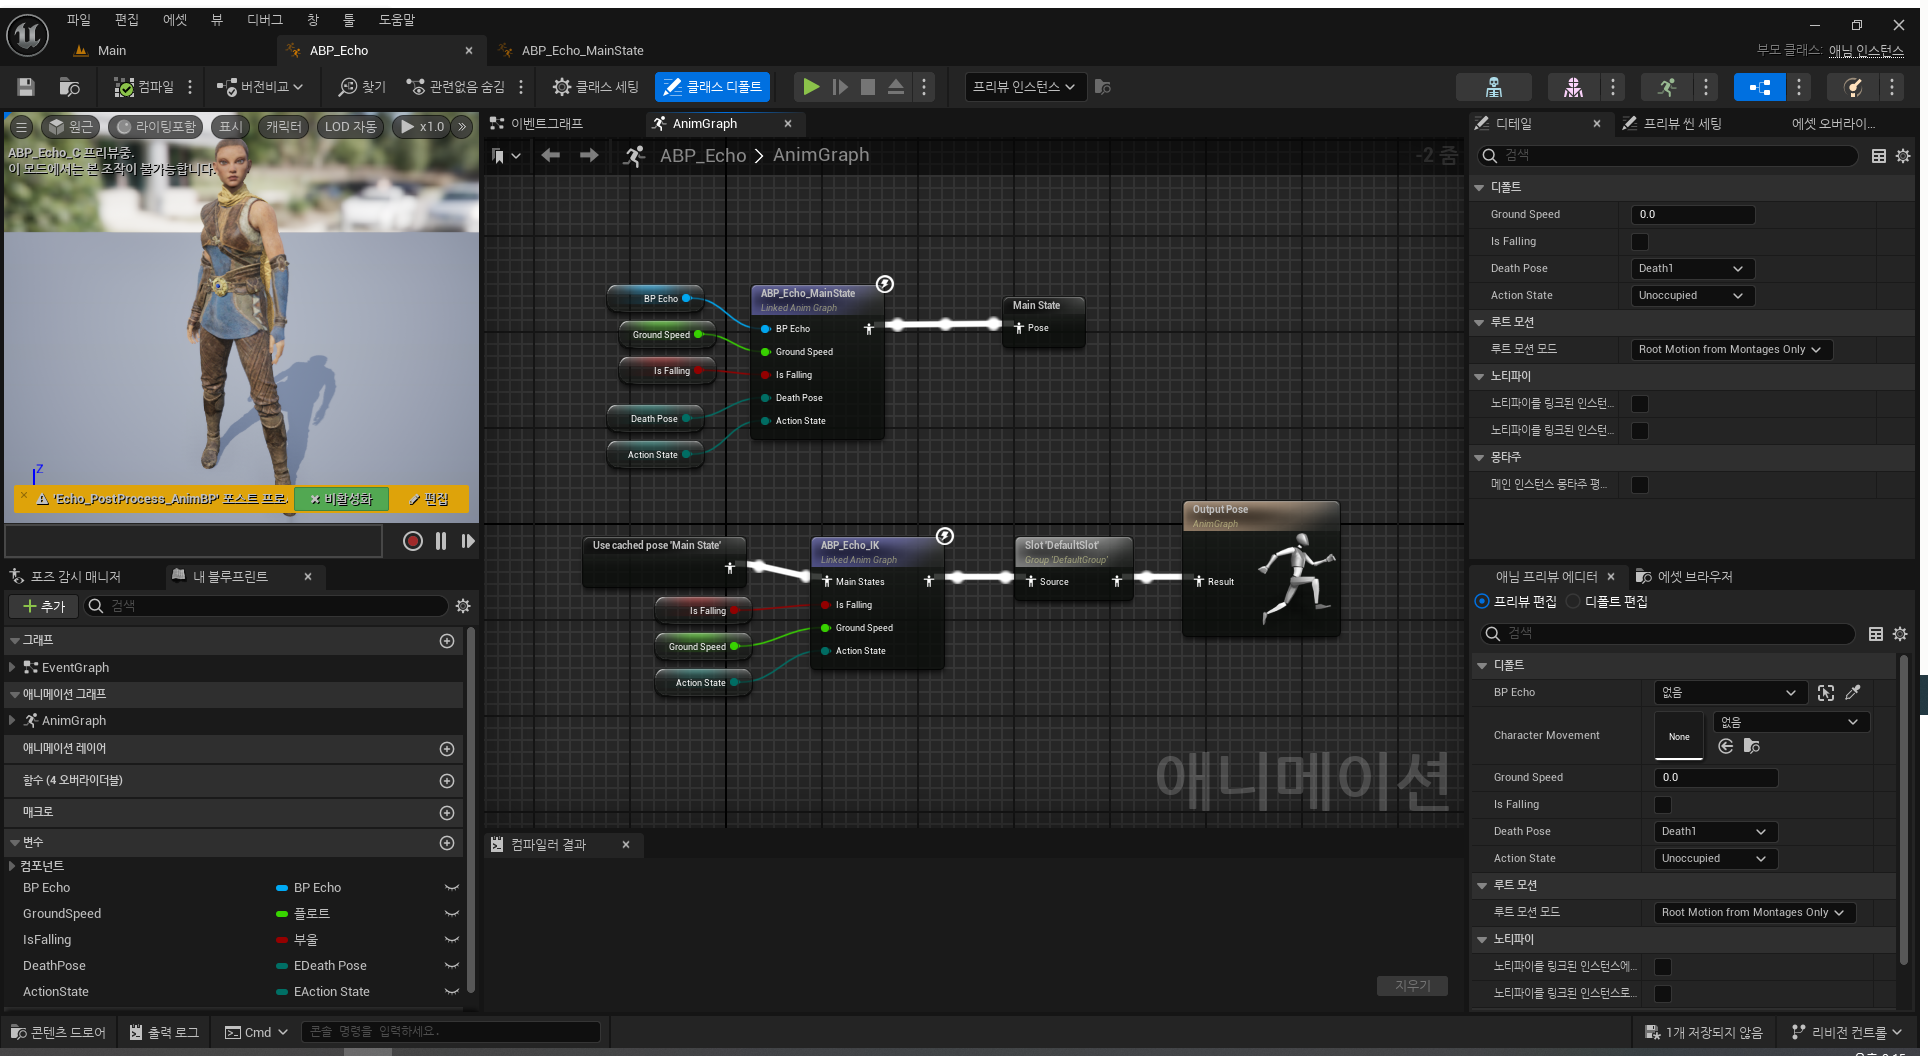 파일 편집 에셋 뷰 디버그 창 툴 도움말
Main ABP_Echo ABP_Echo_MainState
부모 클래스: 애님 인스턴스
컴파일 버전비교 찾기 관련없음 숨김 클래스 세팅 클래스 디폴트 프리뷰 인스턴스
원근 라이팅포함 표시 캐릭터 LOD 자동 x1.0
ABP_Echo_C 프리뷰중.
이 모드에서는 본 조작이 불가능합니다.
Z
'Echo_PostProcess_AnimBP' 포스트 프로. 비활성화 편집
포즈 감시 매니저 내 블루프린트
추가 검색
그래프
EventGraph
애니메이션 그래프
AnimGraph
애니메이션 레이어
함수 (4 오버라이더블)
매크로
변수
컴포넌트
BP Echo BP Echo
GroundSpeed 플로트
IsFalling 부울
DeathPose EDeath Pose
ActionState EAction State
이벤트그래프 AnimGraph
ABP_Echo AnimGraph
-2 줌
BP Echo
Ground Speed
Is Falling
Death Pose
Action State
ABP_Echo_MainState
Linked Anim Graph
BP Echo
Ground Speed
Is Falling
Death Pose
Action State
Main State
Pose
Use cached pose 'Main State'
Is Falling
Ground Speed
Action State
ABP_Echo_IK
Linked Anim Graph
Main States
Is Falling
Ground Speed
Action State
Slot 'DefaultSlot'
Group 'DefaultGroup'
Source
Output Pose
AnimGraph
Result
애니메이션
컴파일러 결과
지우기
디테일 프리뷰 씬 세팅 에셋 오버라이...
검색
디폴트
Ground Speed 0.0
Is Falling
Death Pose Death1
Action State Unoccupied
루트 모션
루트 모션 모드 Root Motion from Montages Only
노티파이
노티파이를 링크된 인스턴...
노티파이를 링크된 인스턴...
몽타주
메인 인스턴스 몽타주 평...
애님 프리뷰 에디터 에셋 브라우저
프리뷰 편집 디폴트 편집
검색
디폴트
BP Echo 없음
Character Movement None 없음
Ground Speed 0.0
Is Falling
Death Pose Death1
Action State Unoccupied
루트 모션
루트 모션 모드 Root Motion from Montages Only
노티파이
노티파이를 링크된 인스턴스에...
노티파이를 링크된 인스턴스로...
콘텐츠 드로어 출력 로그 Cmd 콘솔 명령을 입력하세요. 1개 저장되지 않음 리비전 컨트롤